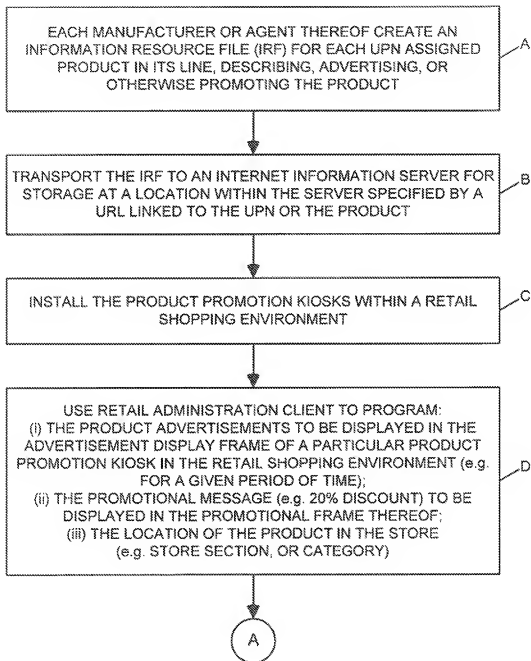 EACH MANUFACTURER OR AGENT THEREOF CREATE AN
INFORMATION RESOURCE FILE (IRF) FOR EACH UPN ASSIGNED
PRODUCT IN ITS LINE, DESCRIBING, ADVERTISING, OR
OTHERWISE PROMOTING THE PRODUCT
A
TRANSPORT THE IRF TO AN INTERNET INFORMATION SERVER FOR
STORAGE AT A LOCATION WITHIN THE SERVER SPECIFIED BY A
URL LINKED TO THE UPN OR THE PRODUCT
B
INSTALL THE PRODUCT PROMOTION KIOSKS WITHIN A RETAIL
SHOPPING ENVIRONMENT
C
USE RETAIL ADMINISTRATION CLIENT TO PROGRAM:
(i) THE PRODUCT ADVERTISEMENTS TO BE DISPLAYED IN THE
ADVERTISEMENT DISPLAY FRAME OF A PARTICULAR PRODUCT
PROMOTION KIOSK IN THE RETAIL SHOPPING ENVIRONMENT (e.g.
FOR A GIVEN PERIOD OF TIME);
(ii) THE PROMOTIONAL MESSAGE (e.g. 20% DISCOUNT) TO BE
DISPLAYED IN THE PROMOTIONAL FRAME THEREOF;
(iii) THE LOCATION OF THE PRODUCT IN THE STORE
(e.g. STORE SECTION, OR CATEGORY)
D
A